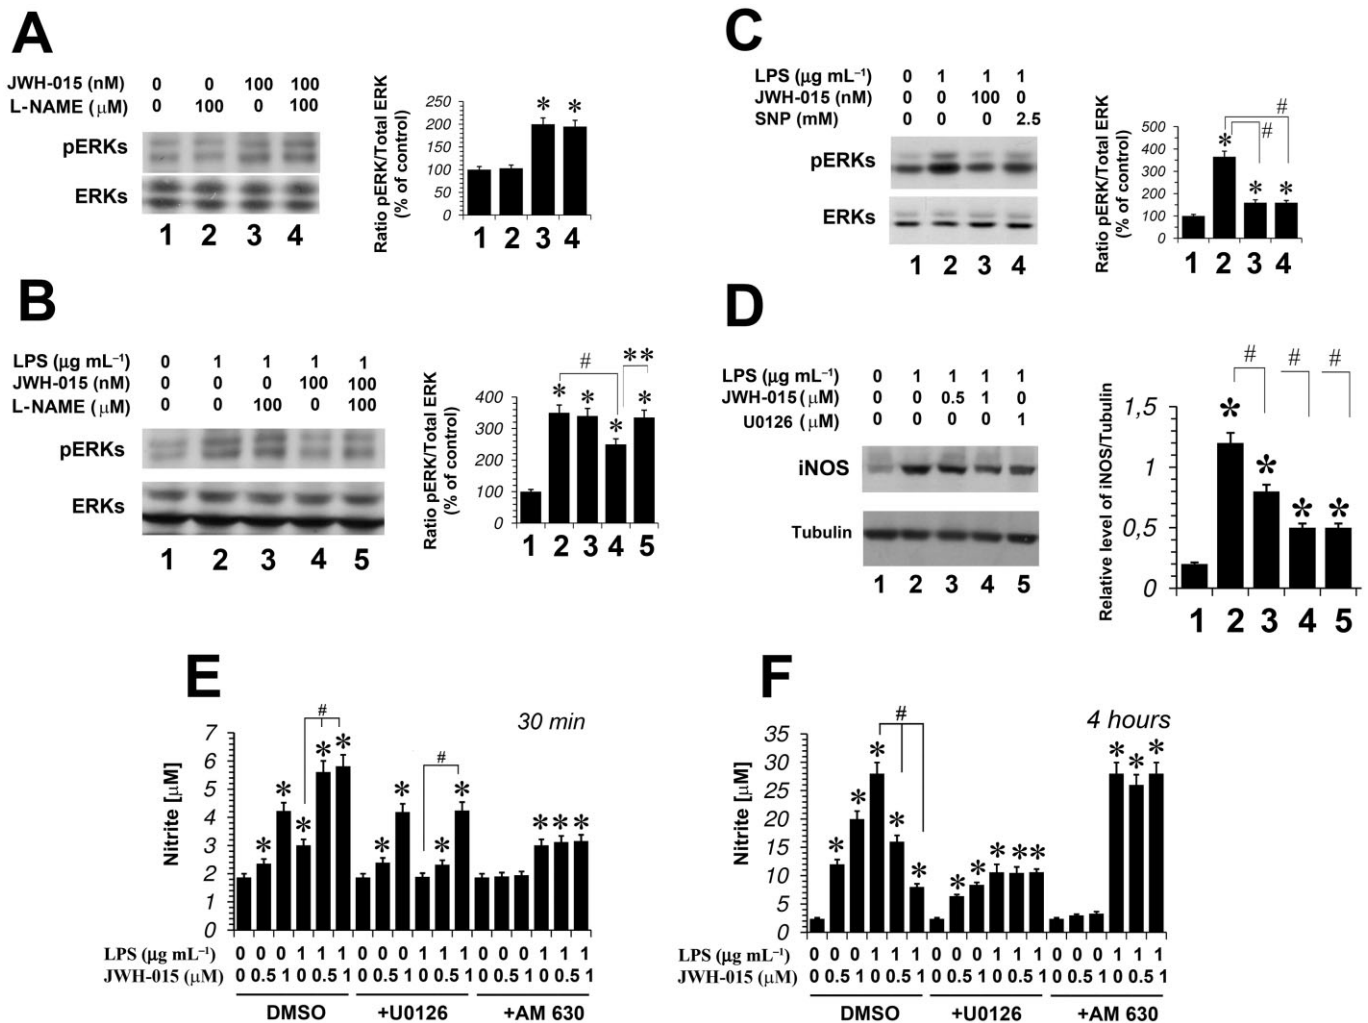 A
JWH-015 (nM) 0 0 100 100
L-NAME (μM) 0 100 0 100
pERKs
ERKs
1 2 3 4
Ratio pERK/Total ERK
(% of control)
250
200
150
100
50
0
* *
1 2 3 4
B
LPS (μg mL⁻¹) 0 1 1 1 1
JWH-015 (nM) 0 0 0 100 100
L-NAME (μM) 0 0 100 0 100
pERKs
ERKs
1 2 3 4 5
Ratio pERK/Total ERK
(% of control)
400
300
200
100
0
# **
* * * *
1 2 3 4 5
C
LPS (μg mL⁻¹) 0 1 1 1
JWH-015 (nM) 0 0 100 0
SNP (mM) 0 0 0 2.5
pERKs
ERKs
1 2 3 4
Ratio pERK/Total ERK
(% of control)
500
400
300
200
100
0
#
#
* * *
1 2 3 4
D
LPS (μg mL⁻¹) 0 1 1 1 1
JWH-015 (μM) 0 0 0.5 1 0
U0126 (μM) 0 0 0 0 1
iNOS
Tubulin
1 2 3 4 5
Relative level of iNOS/Tubulin
1,5
1
0,5
0
# # #
* * * *
1 2 3 4 5
E
30 min
Nitrite [μM]
7
6
5
4
3
2
1
0
# #
* * * * * * * * * * * *
LPS (μg mL⁻¹) 0 0 0 1 1 1 0 0 0 1 1 1 0 0 0 1 1 1
JWH-015 (μM) 0 0.5 1 0 0.5 1 0 0.5 1 0 0.5 1 0 0.5 1 0 0.5 1
DMSO +U0126 +AM 630
F
4 hours
Nitrite [μM]
35
30
25
20
15
10
5
0
#
* * * * * * * * * * * * *
LPS (μg mL⁻¹) 0 0 0 1 1 1 0 0 0 1 1 1 0 0 0 1 1 1
JWH-015 (μM) 0 0.5 1 0 0.5 1 0 0.5 1 0 0.5 1 0 0.5 1 0 0.5 1
DMSO +U0126 +AM 630